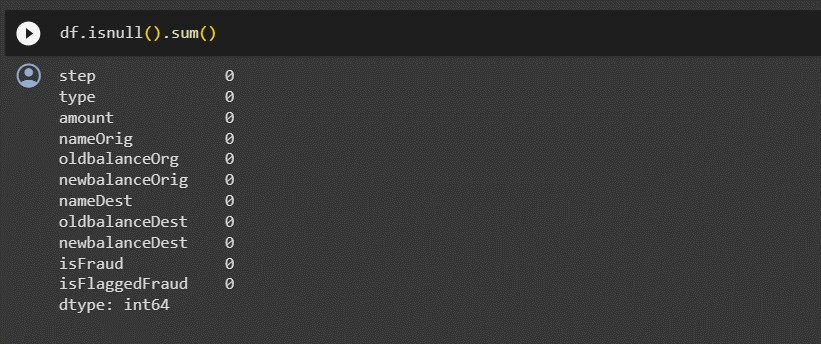 df.isnull().sum()
step 0
type 0
amount 0
nameOrig 0
oldbalanceOrg 0
newbalanceOrig 0
nameDest 0
oldbalanceDest 0
newbalanceDest 0
isFraud 0
isFlaggedFraud 0
dtype: int64